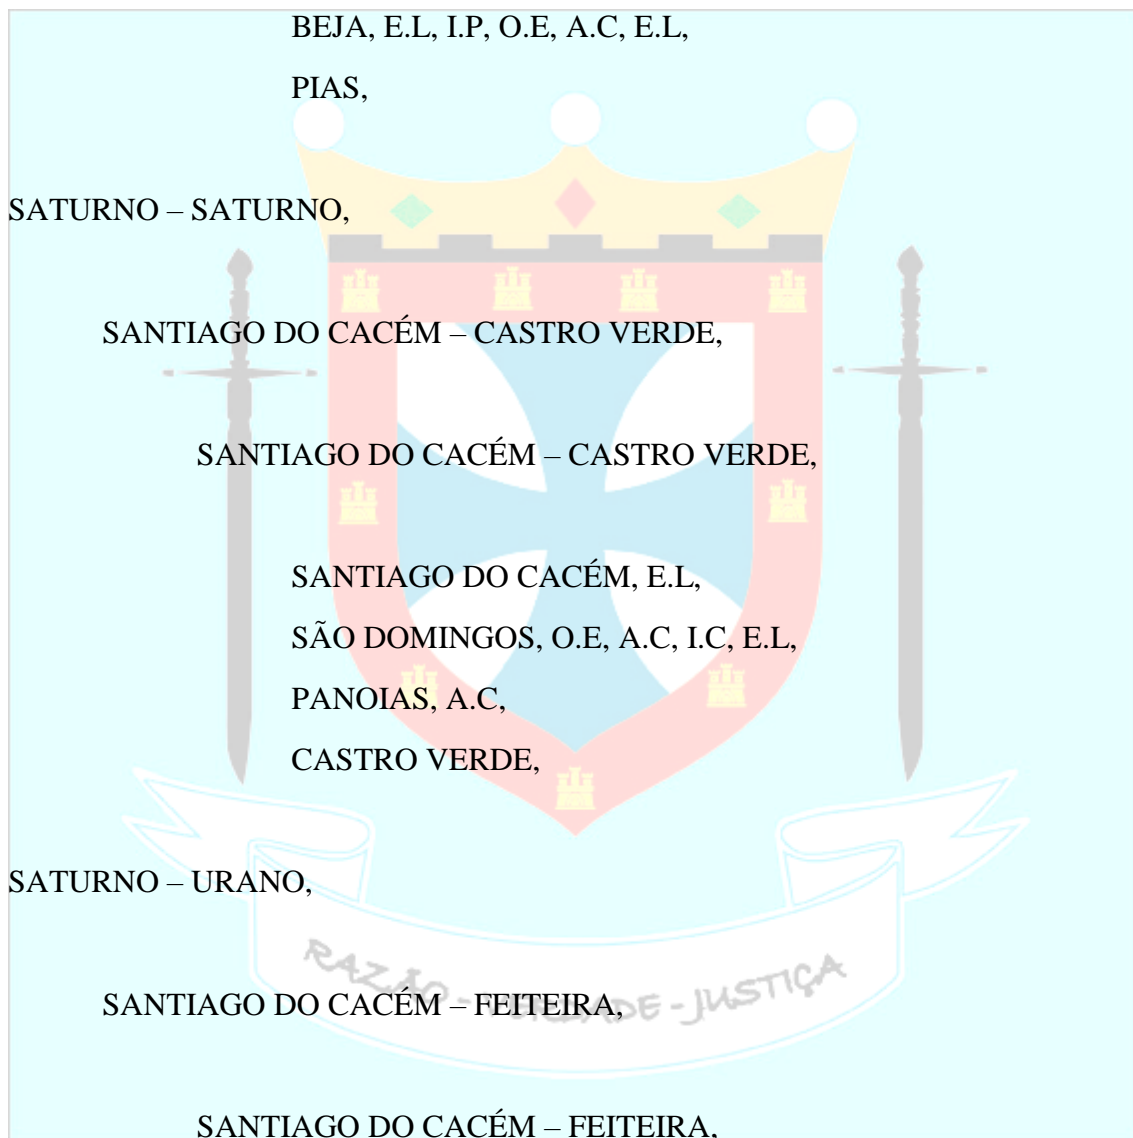 BEJA, E.L, I.P, O.E, A.C, E.L,
PIAS,
SATURNO – SATURNO,
SANTIAGO DO CACÉM – CASTRO VERDE,
SANTIAGO DO CACÉM – CASTRO VERDE,
SANTIAGO DO CACÉM, E.L,
SÃO DOMINGOS, O.E, A.C, I.C, E.L,
PANOIAS, A.C,
CASTRO VERDE,
SATURNO – URANO,
RAZÃO - VERDADE - JUSTIÇA
SANTIAGO DO CACÉM – FEITEIRA,
SANTIAGO DO CACÉM – FEITEIRA,